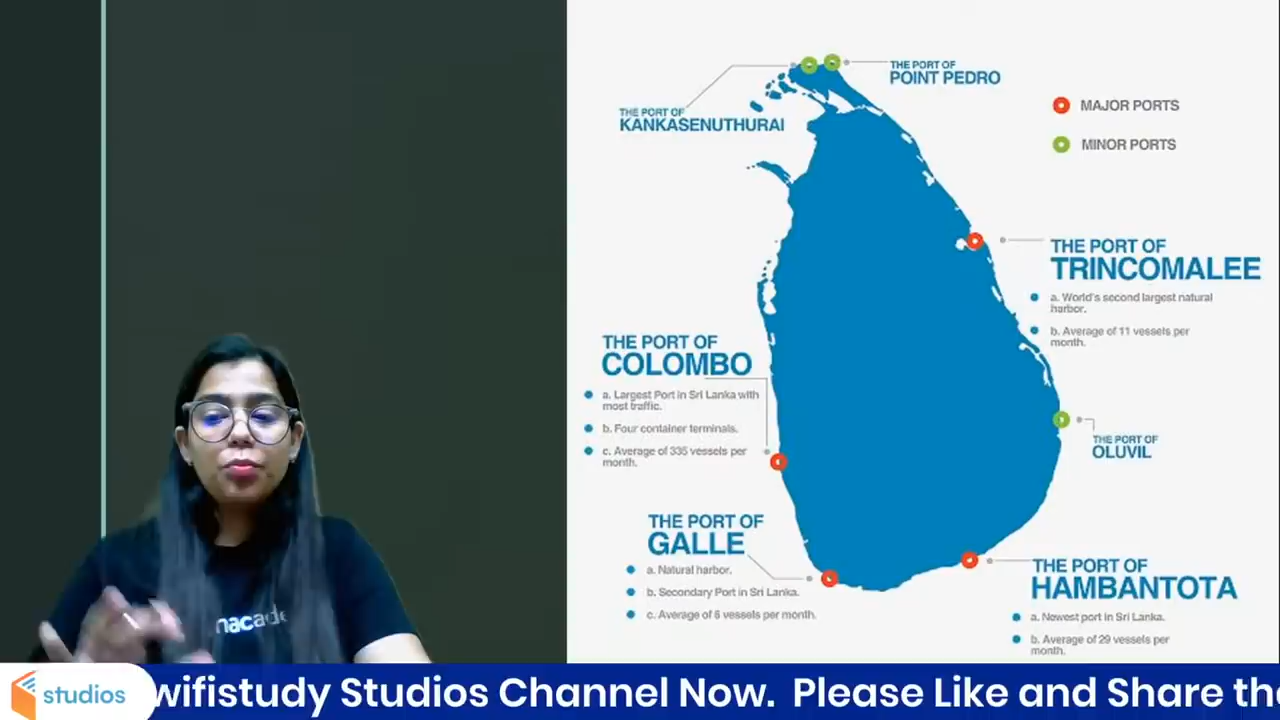 THE PORT OF
POINT PEDRO
THE PORT OF
KANKASENUTHURAI
MAJOR PORTS
MINOR PORTS
THE PORT OF
TRINCOMALEE
a. World's second largest natural
harbor.
b. Average of 11 vessels per
month.
THE PORT OF
COLOMBO
a. Largest Port in Sri Lanka with
most traffic.
b. Four container terminals.
c. Average of 335 vessels per
month.
THE PORT OF
OLUVIL
THE PORT OF
GALLE
a. Natural harbor.
b. Secondary Port in Sri Lanka.
c. Average of 6 vessels per month.
THE PORT OF
HAMBANTOTA
a. Newest port in Sri Lanka.
b. Average of 29 vessels per
month.
nacade
studios
wifistudy Studios Channel Now. Please Like and Share th